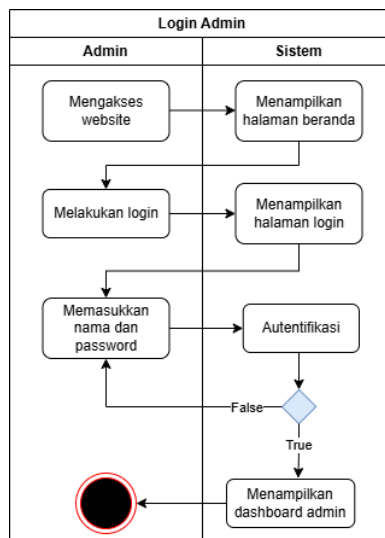 Login Admin
Admin
Sistem
Mengakses
website
Menampilkan
halaman beranda
Melakukan login
Menampilkan
halaman login
Memasukkan
nama dan
password
Autentifikasi
False
True
Menampilkan
dashboard admin